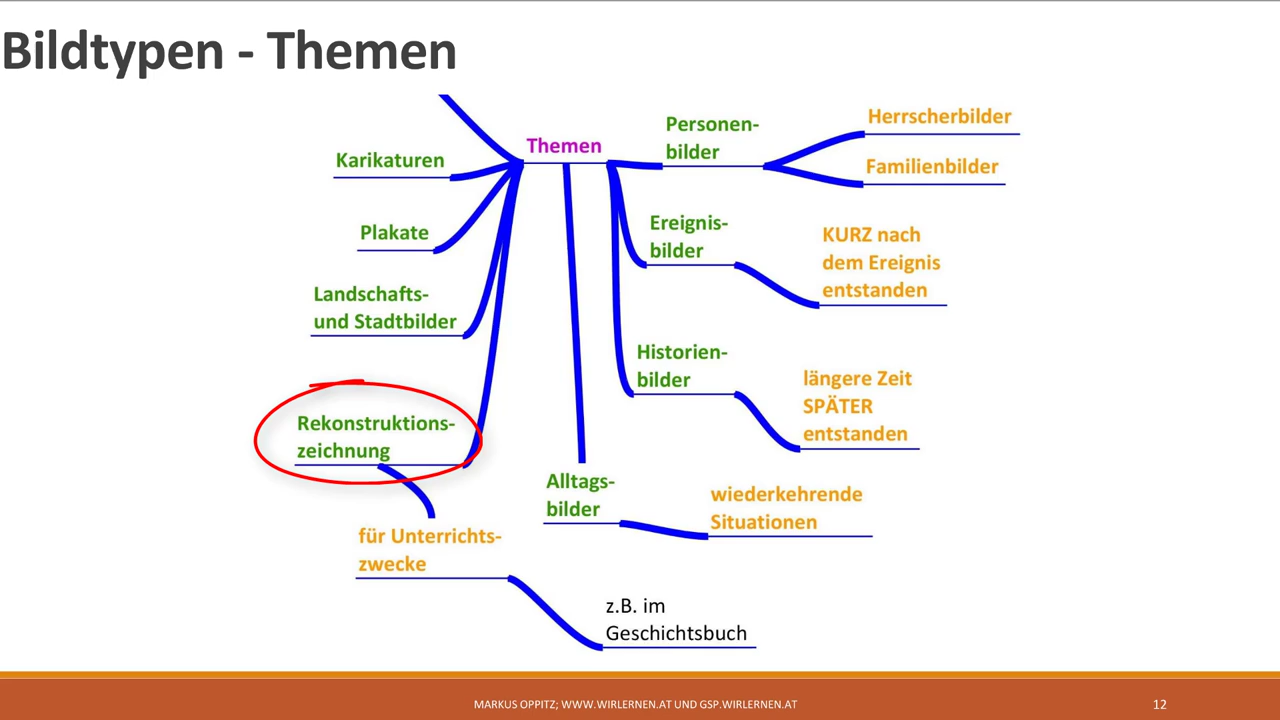 Bildtypen - Themen
Themen
Personen-
bilder
Herrscherbilder
Familienbilder
Ereignis-
bilder
KURZ nach
dem Ereignis
entstanden
Historien-
bilder
längere Zeit
SPÄTER
entstanden
Alltags-
bilder
wiederkehrende
Situationen
Karikaturen
Plakate
Landschafts-
und Stadtbilder
Rekonstruktions-
zeichnung
für Unterrichts-
zwecke
z.B. im
Geschichtsbuch
MARKUS OPPITZ; WWW.WIRLERNEN.AT UND GSP.WIRLERNEN.AT
12